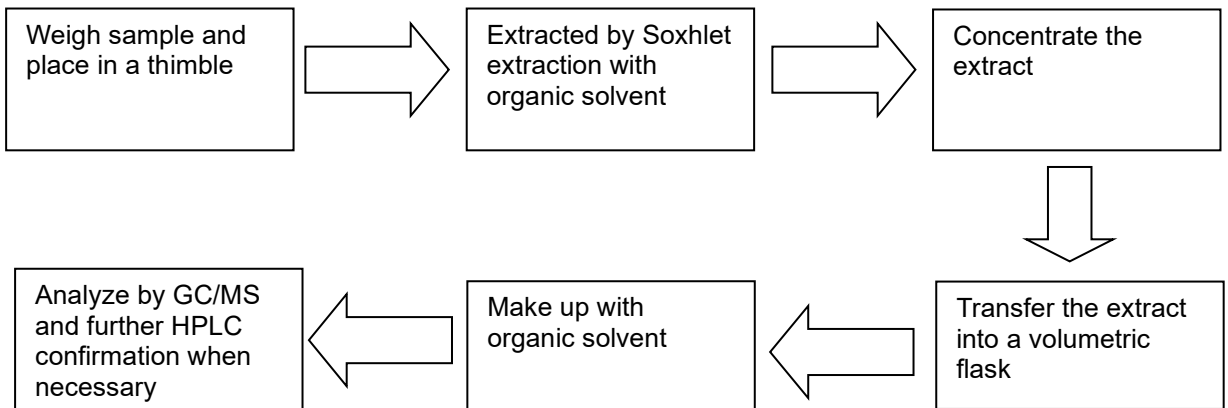 Weigh sample and
place in a thimble
Extracted by Soxhlet
extraction with
organic solvent
Concentrate the
extract
Transfer the extract
into a volumetric
flask
Make up with
organic solvent
Analyze by GC/MS
and further HPLC
confirmation when
necessary